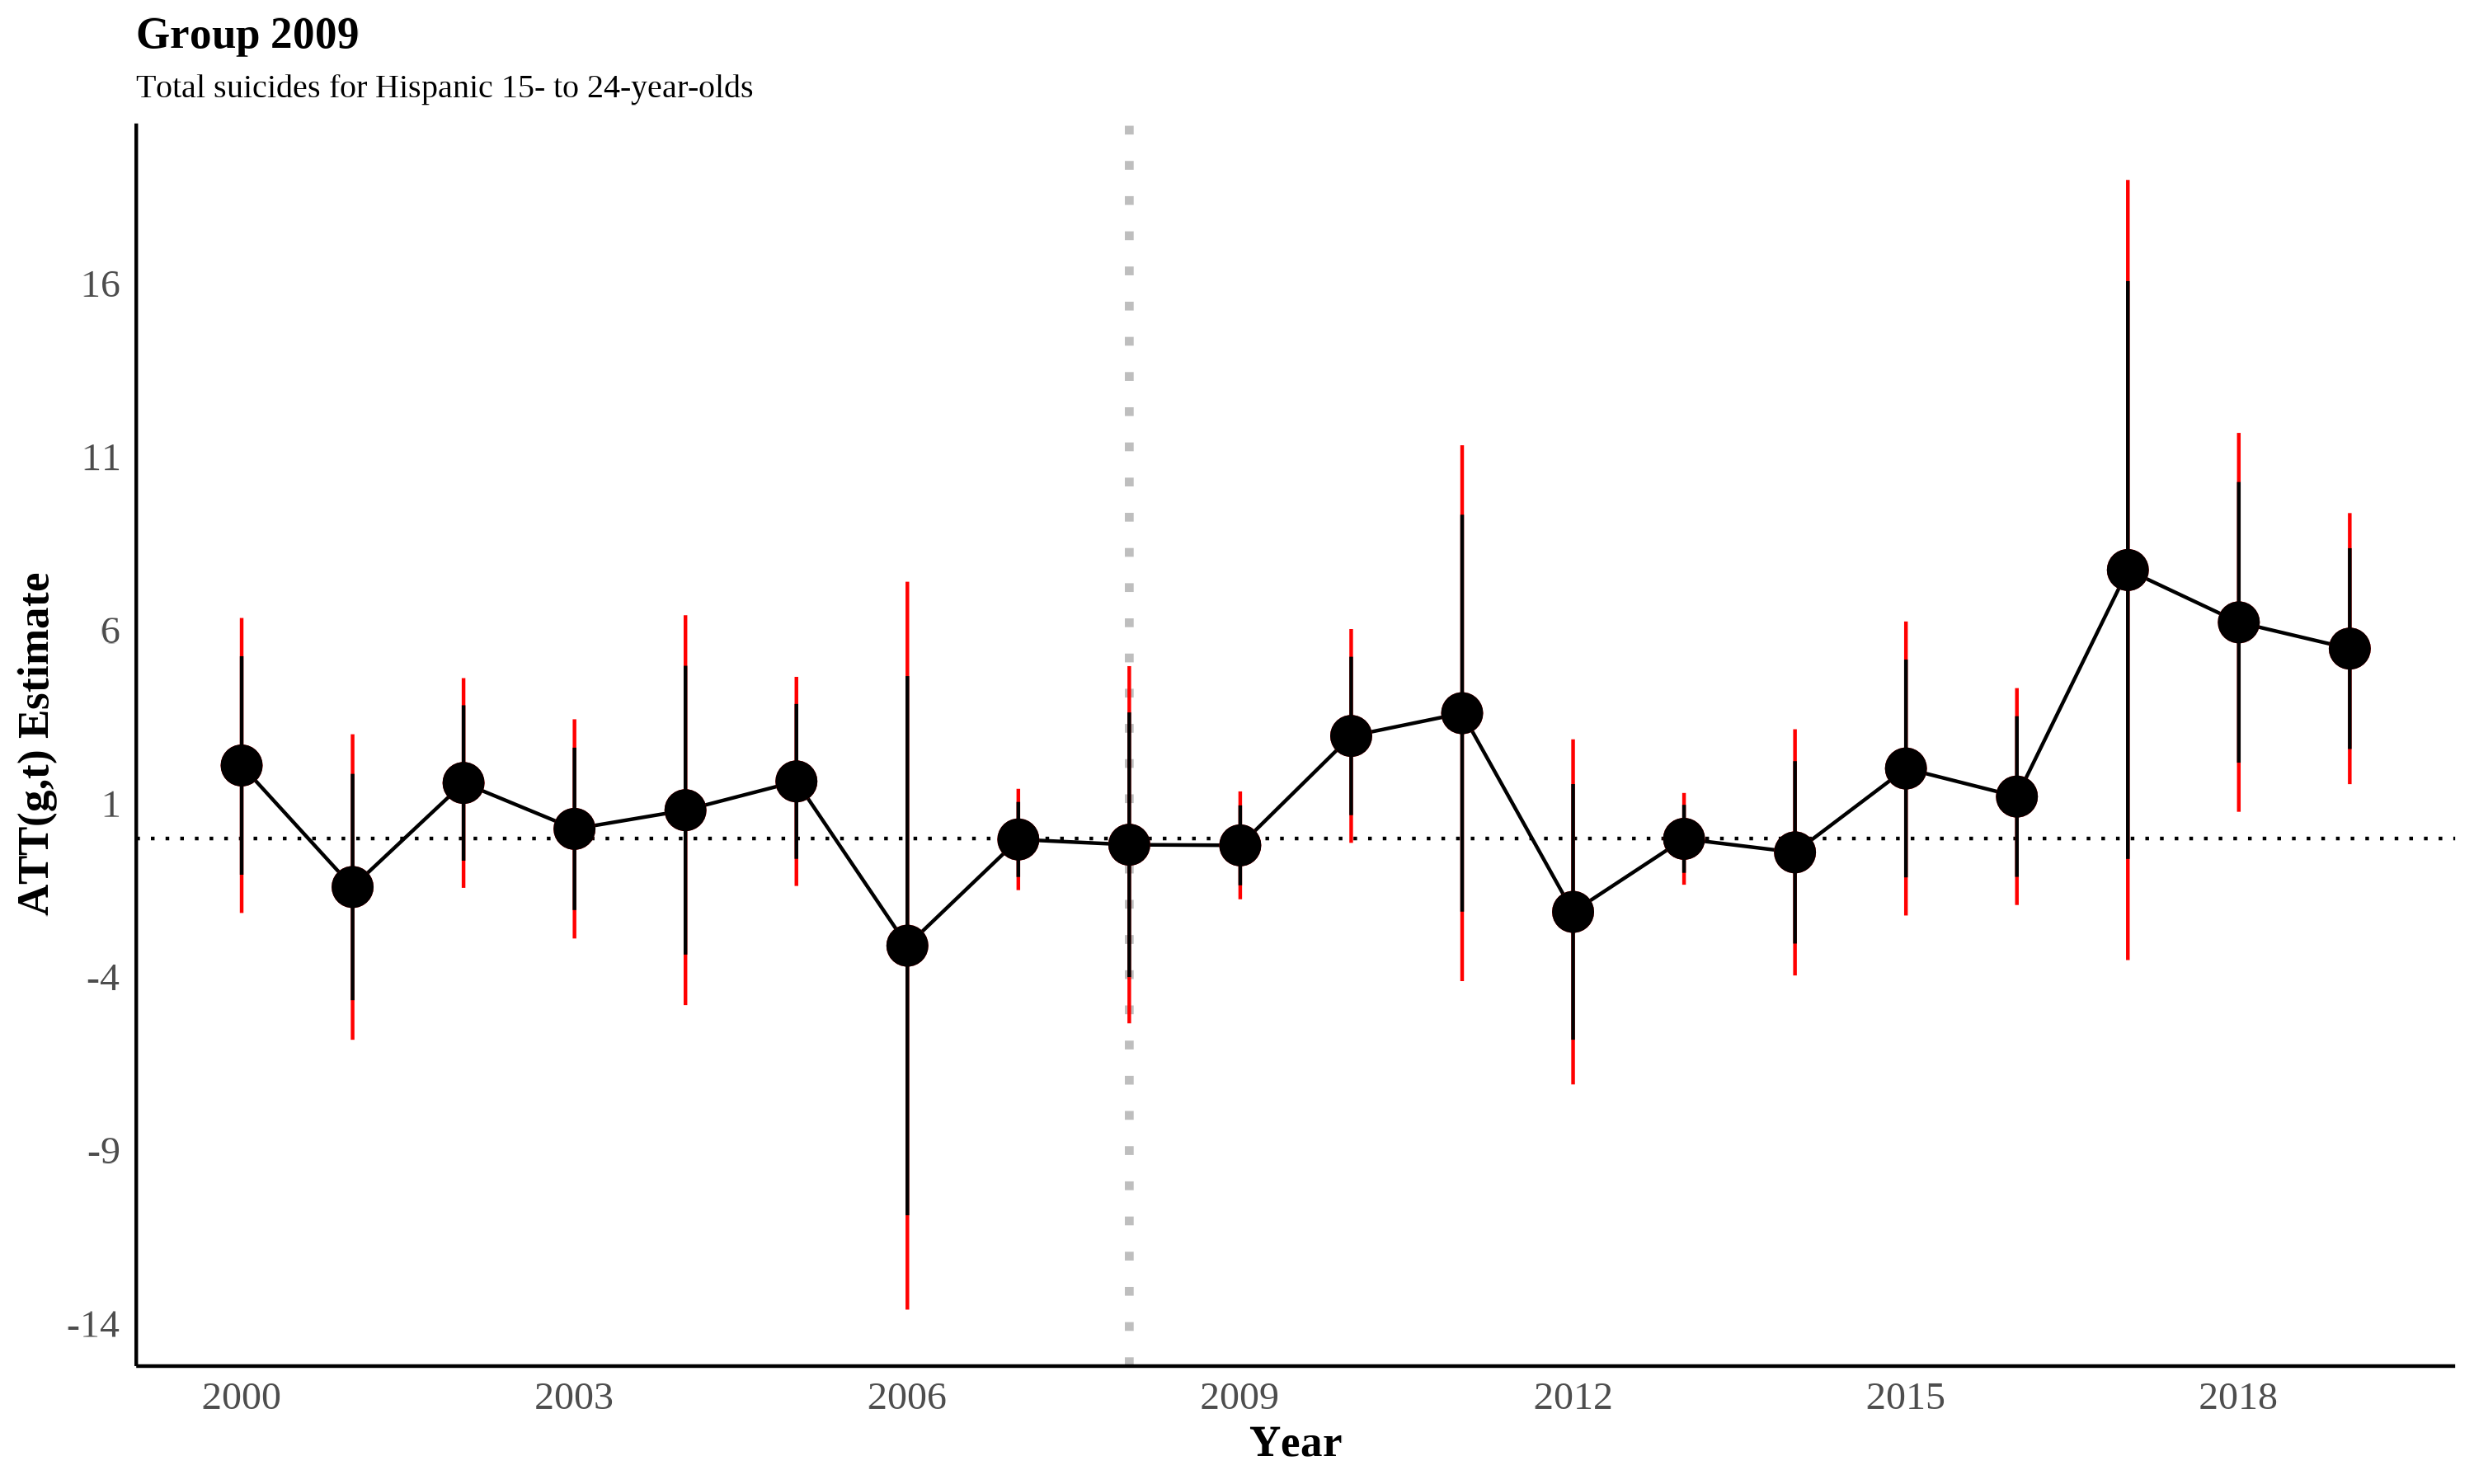 Group 2009
Total suicides for Hispanic 15- to 24-year-olds
ATT(g,t) Estimate
16
11
6
1
-4
-9
-14
2000 2003 2006 2009 2012 2015 2018
Year